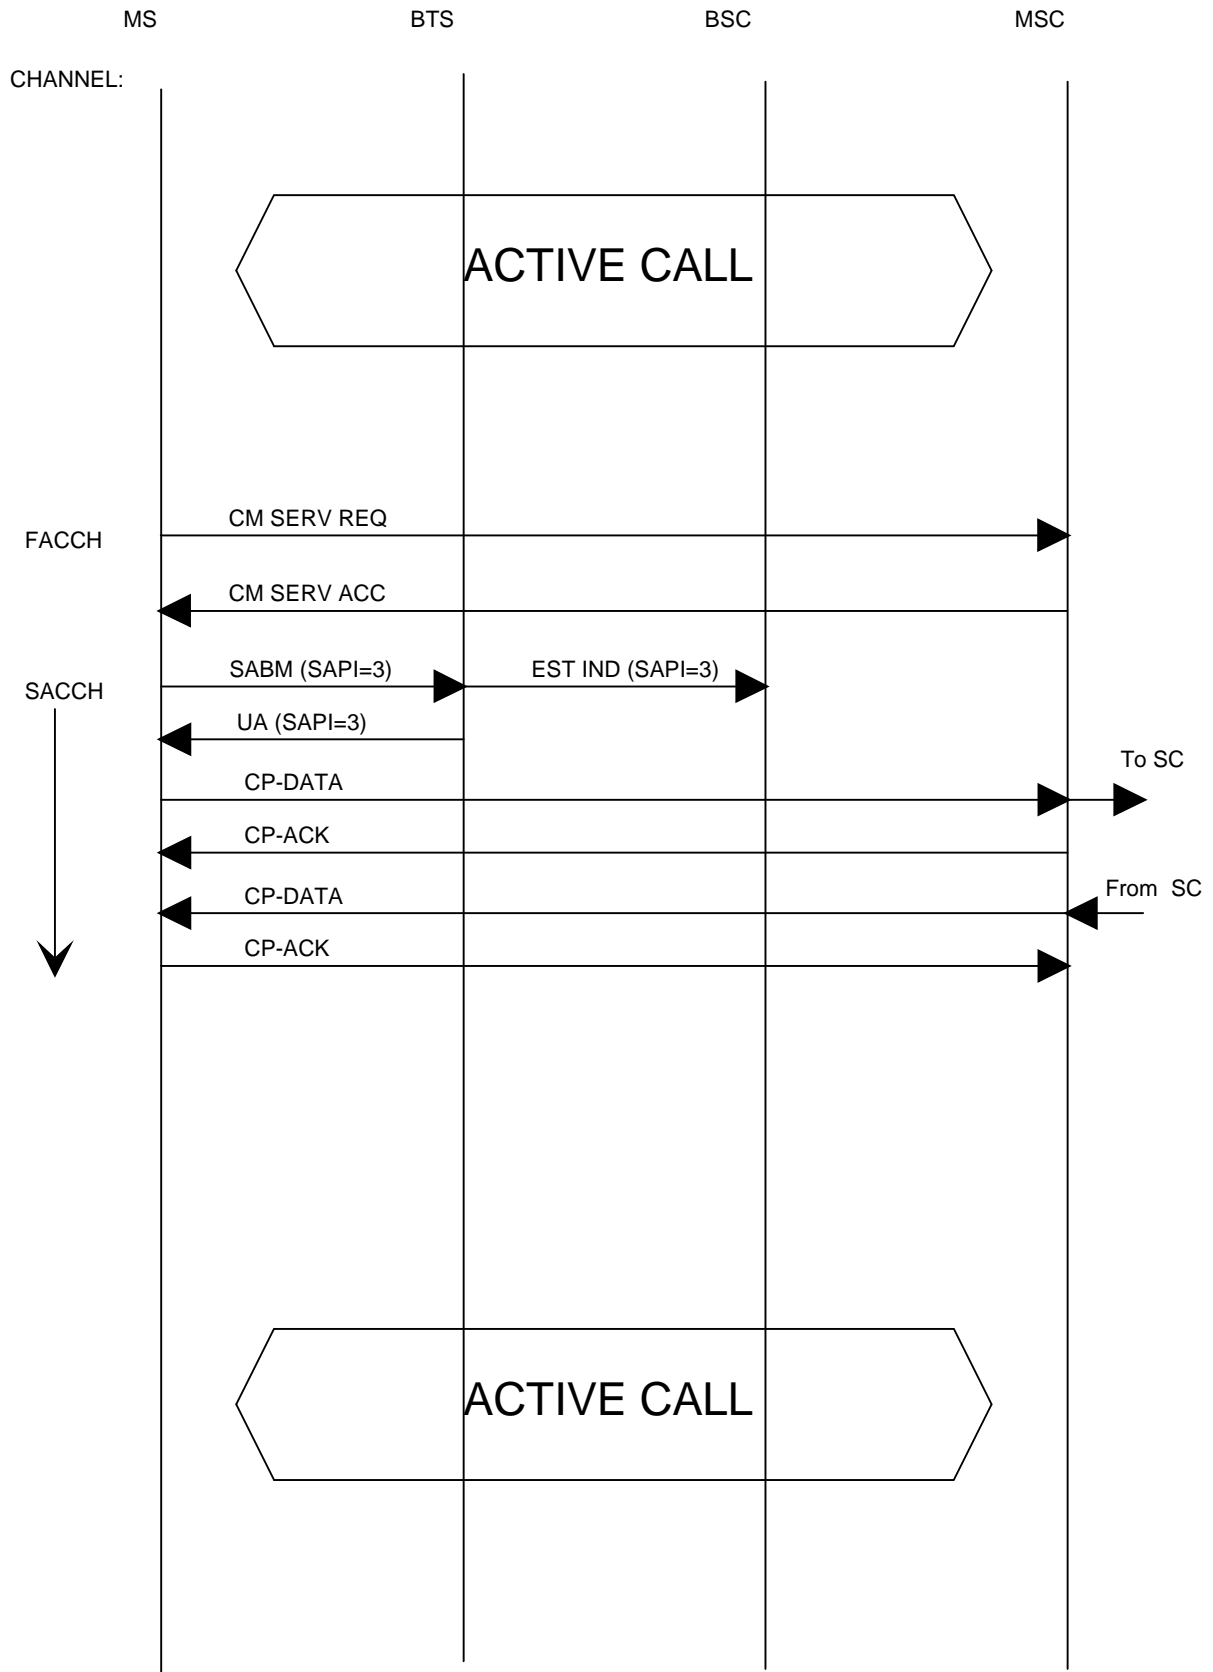 MS BTS BSC MSC
CHANNEL:
ACTIVE CALL
CM SERV REQ
FACCH
CM SERV ACC
SABM (SAPI=3) EST IND (SAPI=3)
SACCH
UA (SAPI=3)
To SC
CP-DATA
CP-ACK
From SC
CP-DATA
CP-ACK
ACTIVE CALL